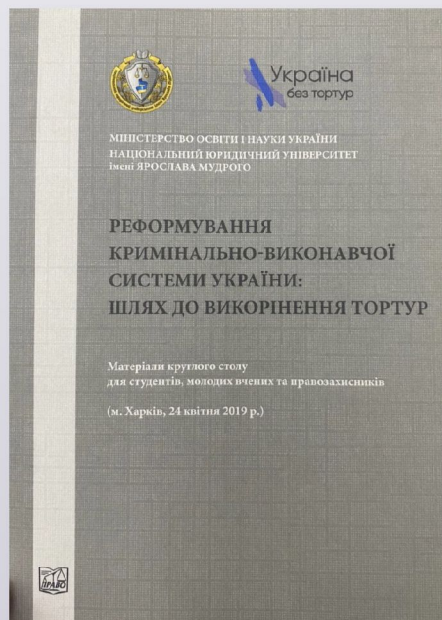 Україна
без тортур
МІНІСТЕРСТВО ОСВІТИ І НАУКИ УКРАЇНИ
НАЦІОНАЛЬНИЙ ЮРИДИЧНИЙ УНІВЕРСИТЕТ
імені ЯРОСЛАВА МУДРОГО
РЕФОРМУВАННЯ
КРИМІНАЛЬНО-ВИКОНАВЧОЇ
СИСТЕМИ УКРАЇНИ:
ШЛЯХ ДО ВИКОРІНЕННЯ ТОРТУР
Матеріали круглого столу
для студентів, молодих вчених та правозахисників
(м. Харків, 24 квітня 2019 р.)
ПРАВО